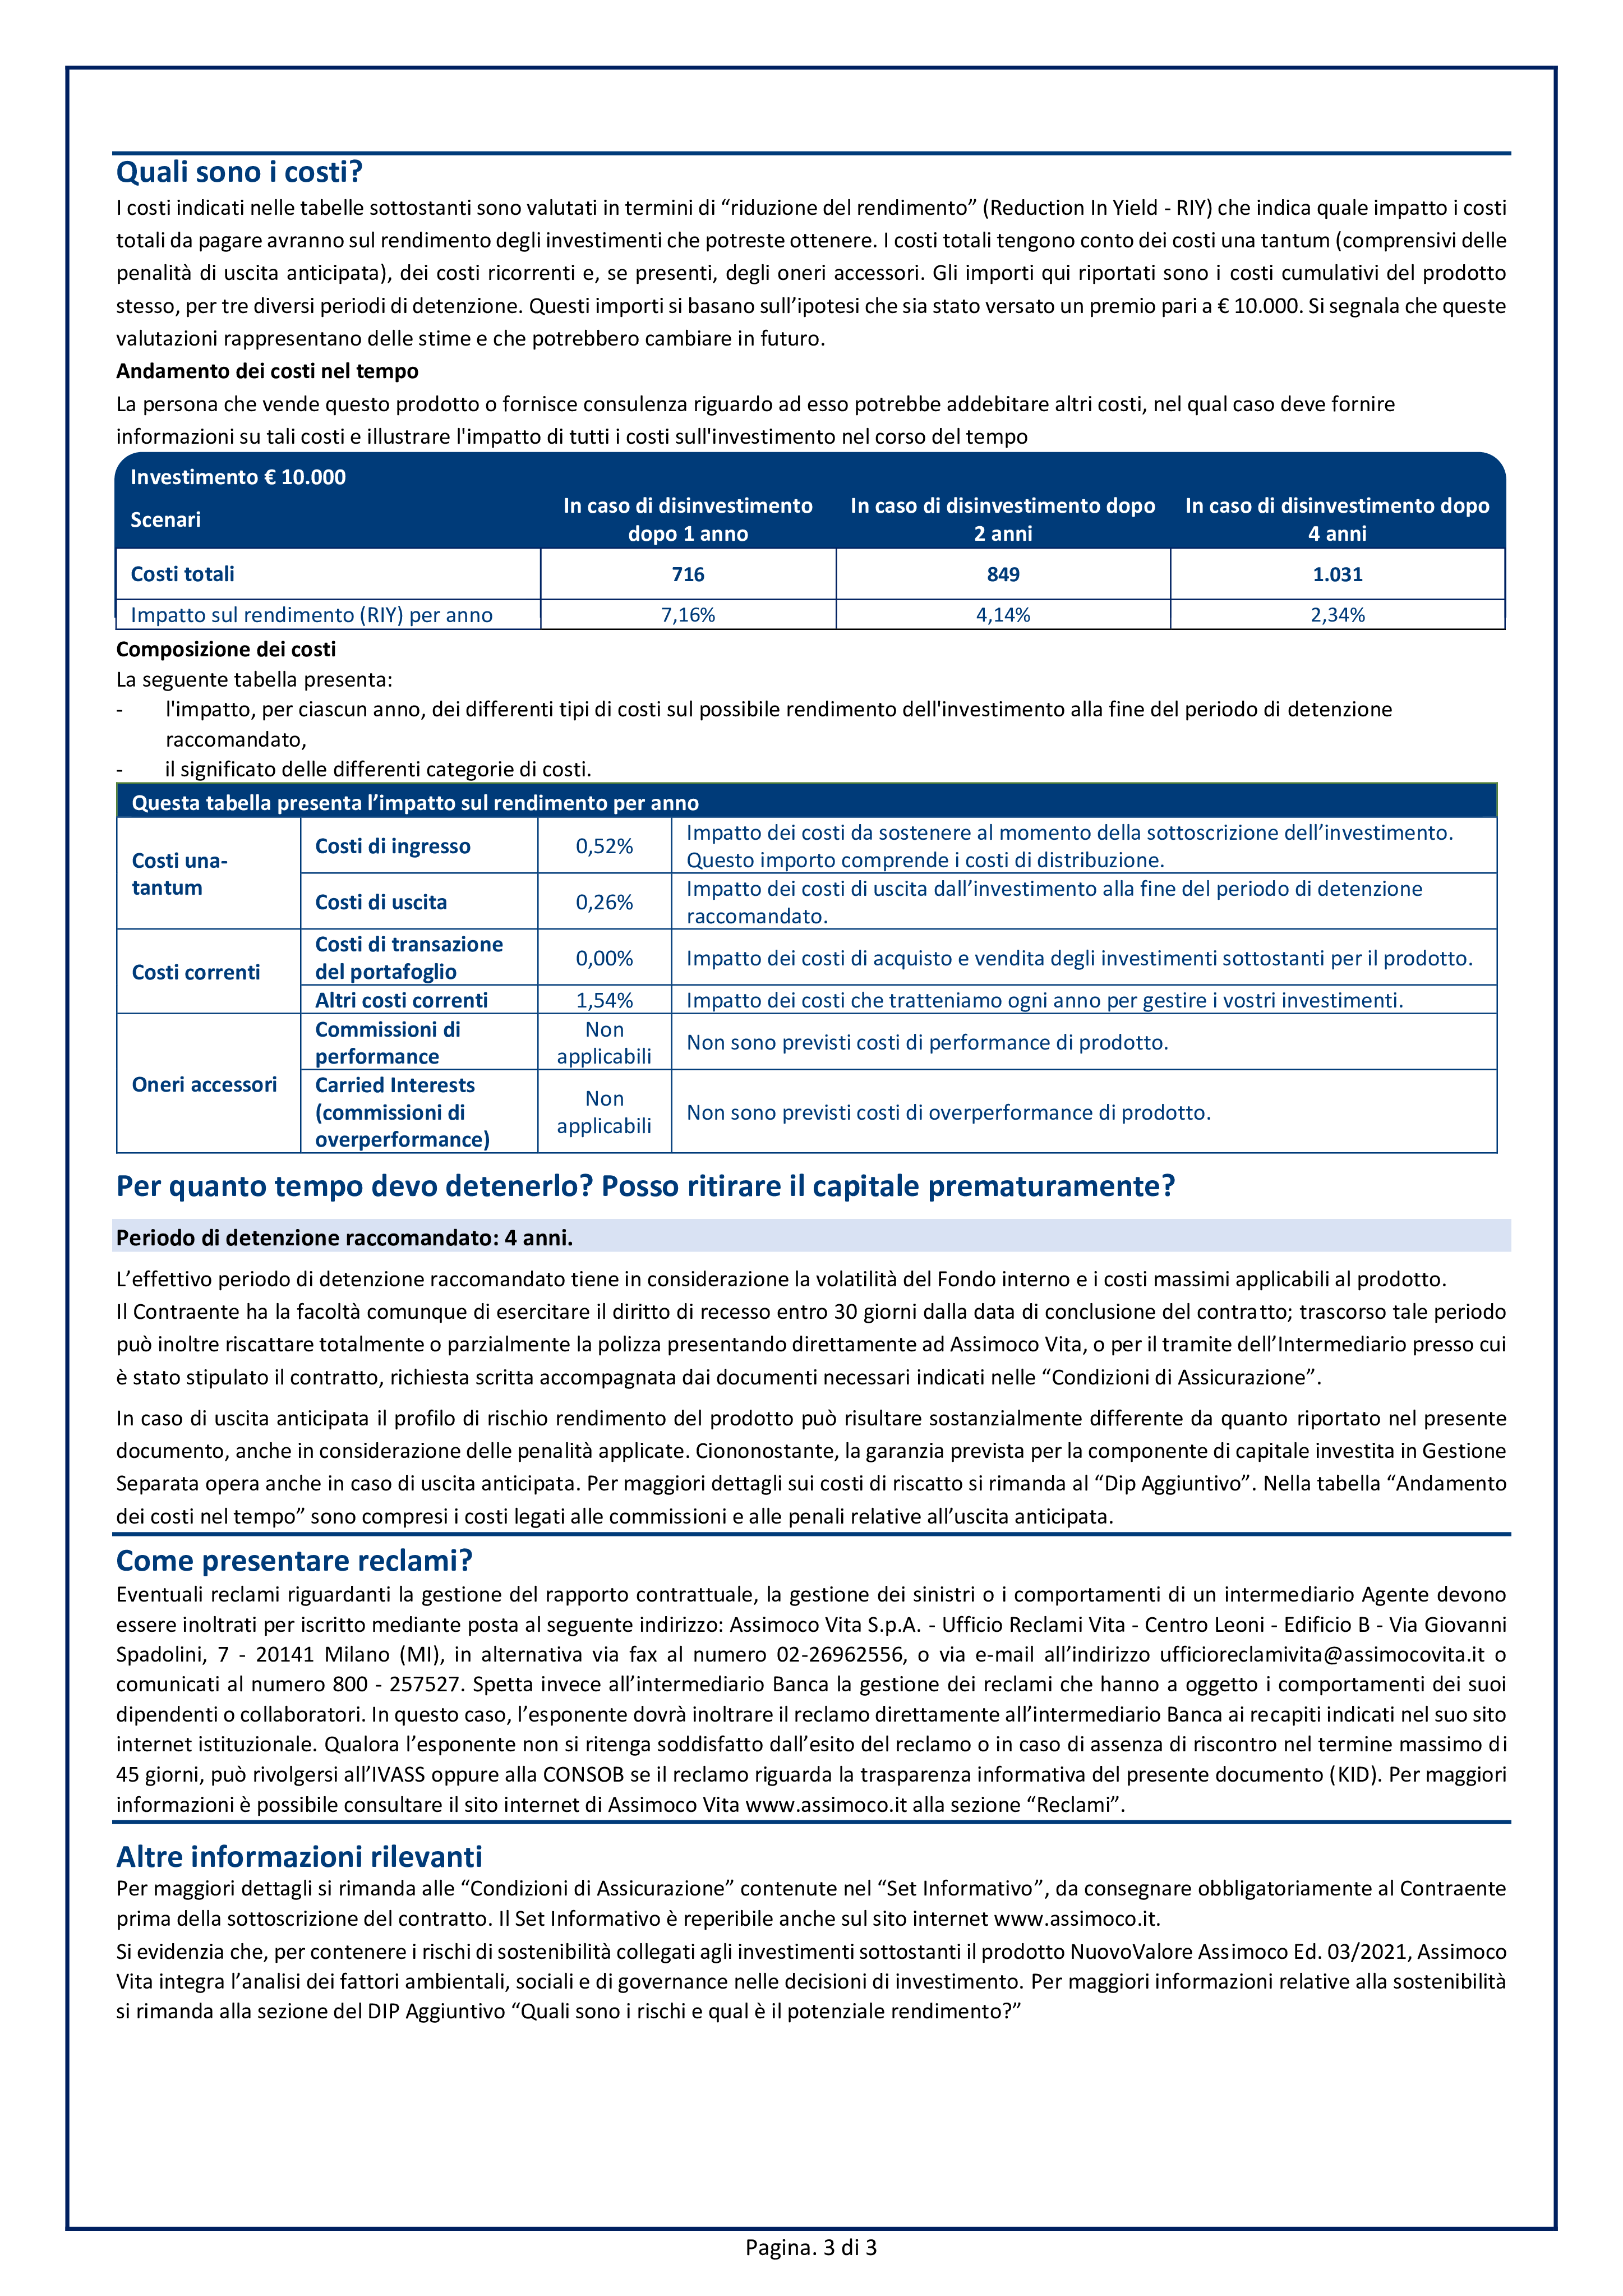 Quali sono i costi?
I costi indicati nelle tabelle sottostanti sono valutati in termini di “riduzione del rendimento” (Reduction In Yield - RIY) che indica quale impatto i costi
totali da pagare avranno sul rendimento degli investimenti che potreste ottenere. I costi totali tengono conto dei costi una tantum (comprensivi delle
penalità di uscita anticipata), dei costi ricorrenti e, se presenti, degli oneri accessori. Gli importi qui riportati sono i costi cumulativi del prodotto
stesso, per tre diversi periodi di detenzione. Questi importi si basano sull’ipotesi che sia stato versato un premio pari a € 10.000. Si segnala che queste
valutazioni rappresentano delle stime e che potrebbero cambiare in futuro.
Andamento dei costi nel tempo
La persona che vende questo prodotto o fornisce consulenza riguardo ad esso potrebbe addebitare altri costi, nel qual caso deve fornire
informazioni su tali costi e illustrare l'impatto di tutti i costi sull'investimento nel corso del tempo
Investimento € 10.000
Scenari
In caso di disinvestimento
dopo 1 anno
In caso di disinvestimento dopo
2 anni
In caso di disinvestimento dopo
4 anni
Costi totali 716 849 1.031
Impatto sul rendimento (RIY) per anno 7,16% 4,14% 2,34%
Composizione dei costi
La seguente tabella presenta:
- l'impatto, per ciascun anno, dei differenti tipi di costi sul possibile rendimento dell'investimento alla fine del periodo di detenzione
raccomandato,
- il significato delle differenti categorie di costi.
Questa tabella presenta l’impatto sul rendimento per anno
Costi una-
tantum
Costi di ingresso
0,52%
Impatto dei costi da sostenere al momento della sottoscrizione dell’investimento.
Questo importo comprende i costi di distribuzione.
Costi di uscita
0,26%
Impatto dei costi di uscita dall’investimento alla fine del periodo di detenzione
raccomandato.
Costi correnti
Costi di transazione
del portafoglio
0,00%
Impatto dei costi di acquisto e vendita degli investimenti sottostanti per il prodotto.
Altri costi correnti
1,54%
Impatto dei costi che tratteniamo ogni anno per gestire i vostri investimenti.
Oneri accessori
Commissioni di
performance
Non
applicabili
Non sono previsti costi di performance di prodotto.
Carried Interests
(commissioni di
overperformance)
Non
applicabili
Non sono previsti costi di overperformance di prodotto.
Per quanto tempo devo detenerlo? Posso ritirare il capitale prematuramente?
Periodo di detenzione raccomandato: 4 anni.
L’effettivo periodo di detenzione raccomandato tiene in considerazione la volatilità del Fondo interno e i costi massimi applicabili al prodotto.
Il Contraente ha la facoltà comunque di esercitare il diritto di recesso entro 30 giorni dalla data di conclusione del contratto; trascorso tale periodo
può inoltre riscattare totalmente o parzialmente la polizza presentando direttamente ad Assimoco Vita, o per il tramite dell’Intermediario presso cui
è stato stipulato il contratto, richiesta scritta accompagnata dai documenti necessari indicati nelle “Condizioni di Assicurazione”.
In caso di uscita anticipata il profilo di rischio rendimento del prodotto può risultare sostanzialmente differente da quanto riportato nel presente
documento, anche in considerazione delle penalità applicate. Ciononostante, la garanzia prevista per la componente di capitale investita in Gestione
Separata opera anche in caso di uscita anticipata. Per maggiori dettagli sui costi di riscatto si rimanda al “Dip Aggiuntivo”. Nella tabella “Andamento
dei costi nel tempo” sono compresi i costi legati alle commissioni e alle penali relative all’uscita anticipata.
Come presentare reclami?
Eventuali reclami riguardanti la gestione del rapporto contrattuale, la gestione dei sinistri o i comportamenti di un intermediario Agente devono
essere inoltrati per iscritto mediante posta al seguente indirizzo: Assimoco Vita S.p.A. - Ufficio Reclami Vita - Centro Leoni - Edificio B - Via Giovanni
Spadolini, 7 - 20141 Milano (MI), in alternativa via fax al numero 02-26962556, o via e-mail all’indirizzo ufficioreclamivita@assimocovita.it o
comunicati al numero 800 - 257527. Spetta invece all’intermediario Banca la gestione dei reclami che hanno a oggetto i comportamenti dei suoi
dipendenti o collaboratori. In questo caso, l’esponente dovrà inoltrare il reclamo direttamente all’intermediario Banca ai recapiti indicati nel suo sito
internet istituzionale. Qualora l’esponente non si ritenga soddisfatto dall’esito del reclamo o in caso di assenza di riscontro nel termine massimo di
45 giorni, può rivolgersi all’IVASS oppure alla CONSOB se il reclamo riguarda la trasparenza informativa del presente documento (KID). Per maggiori
informazioni è possibile consultare il sito internet di Assimoco Vita www.assimoco.it alla sezione “Reclami”.
Altre informazioni rilevanti
Per maggiori dettagli si rimanda alle “Condizioni di Assicurazione” contenute nel “Set Informativo”, da consegnare obbligatoriamente al Contraente
prima della sottoscrizione del contratto. Il Set Informativo è reperibile anche sul sito internet www.assimoco.it.
Si evidenzia che, per contenere i rischi di sostenibilità collegati agli investimenti sottostanti il prodotto NuovoValore Assimoco Ed. 03/2021, Assimoco
Vita integra l’analisi dei fattori ambientali, sociali e di governance nelle decisioni di investimento. Per maggiori informazioni relative alla sostenibilità
si rimanda alla sezione del DIP Aggiuntivo “Quali sono i rischi e qual è il potenziale rendimento?”
Pagina. 3 di 3